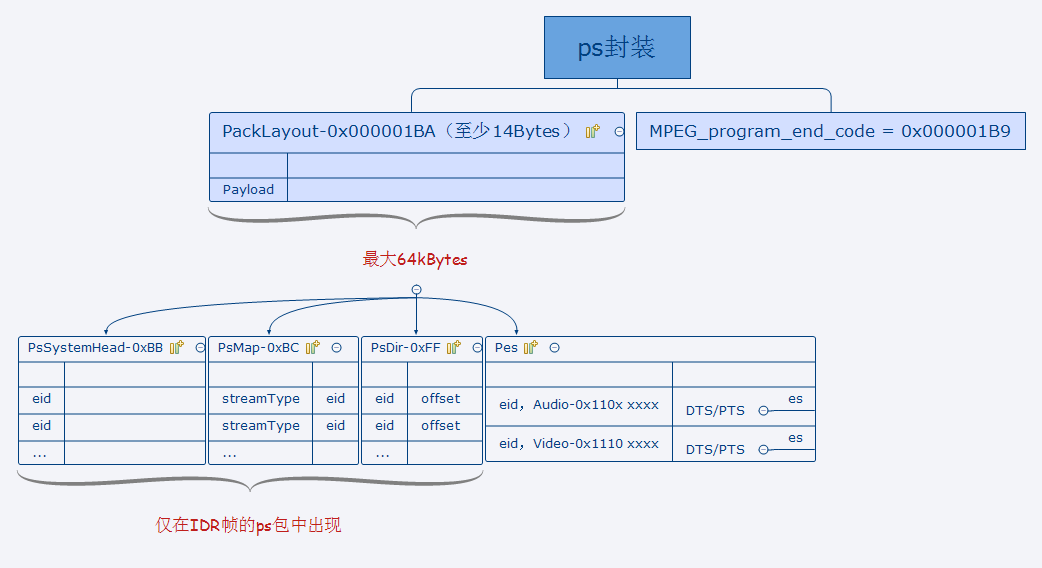 ps封装
PackLayout-0x000001BA（至少14Bytes）
MPEG_program_end_code = 0x000001B9
Payload
最大64kBytes
PsSystemHead-0xBB
PsMap-0xBC
PsDir-0xFF
Pes
eid
streamType
eid
eid
offset
eid，Audio-0x110x xxxx
DTS/PTS
es
eid
streamType
eid
eid
offset
eid，Video-0x1110 xxxx
DTS/PTS
es
...
...
...
仅在IDR帧的ps包中出现